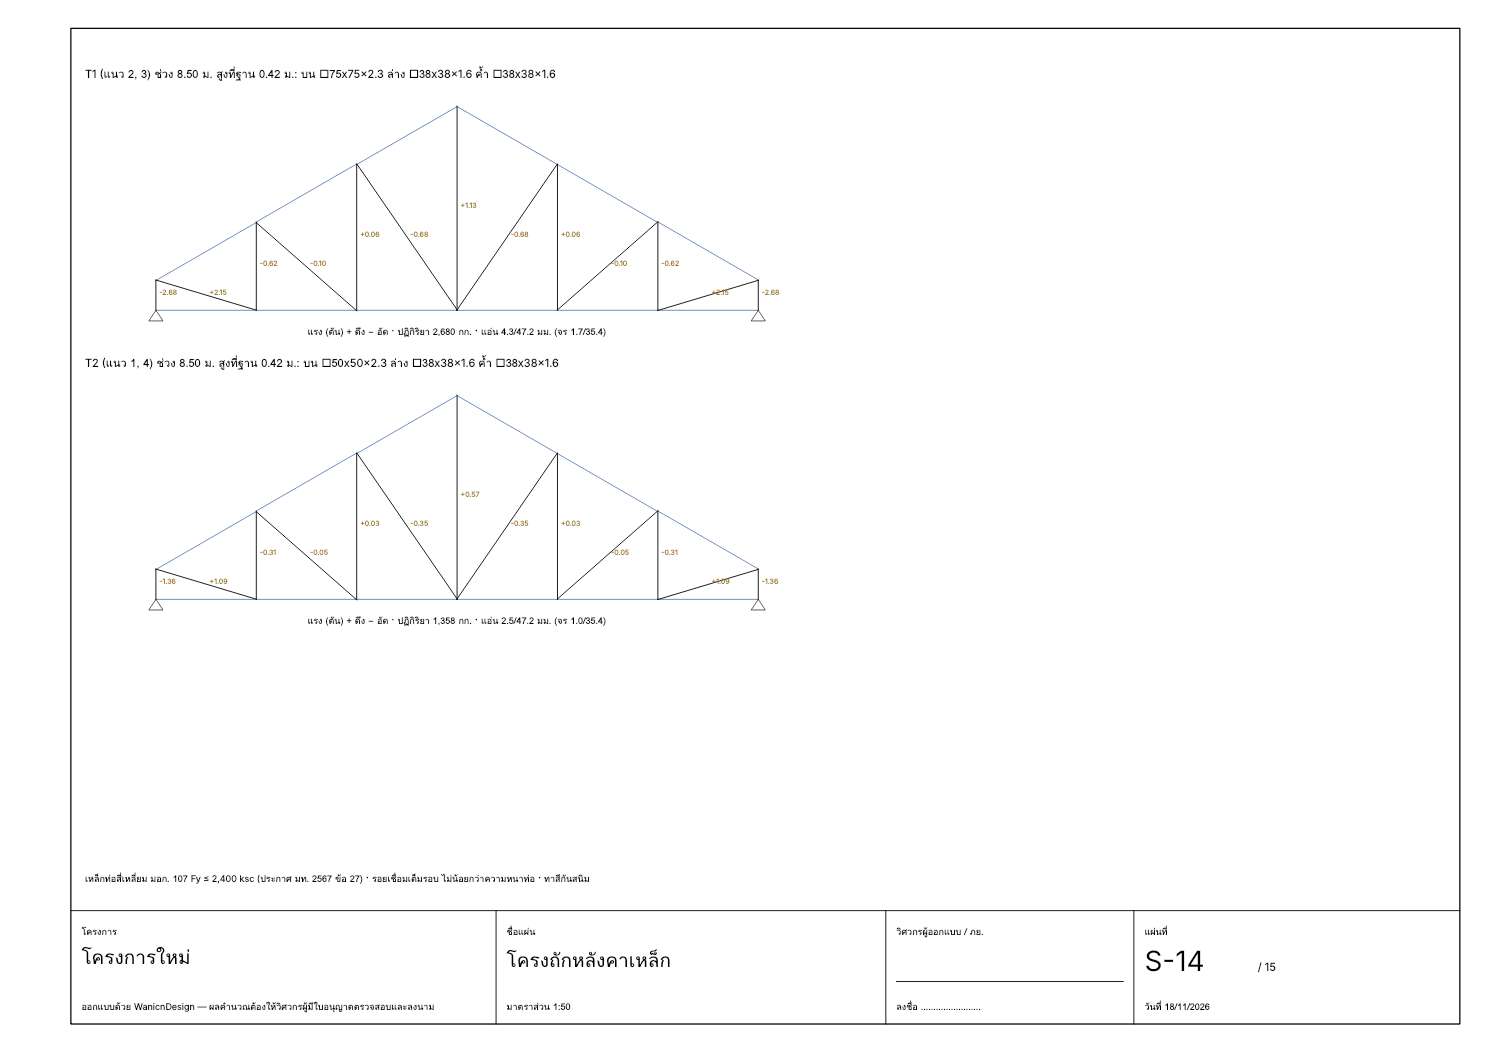 T1 (แนว 2, 3) ช่วง 8.50 ม. สูงที่ฐาน 0.42 ม.: บน □75x75×2.3 ล่าง □38x38×1.6 ค้ำ □38x38×1.6
+1.13
+0.06 -0.68 -0.68 +0.06
-0.62 -0.10 -0.10 -0.62
-2.68 +2.15 +2.15 -2.68
แรง (ตัน) + ดึง − อัด · ปฏิกิริยา 2,680 กก. · แอ่น 4.3/47.2 มม. (จร 1.7/35.4)
T2 (แนว 1, 4) ช่วง 8.50 ม. สูงที่ฐาน 0.42 ม.: บน □50x50×2.3 ล่าง □38x38×1.6 ค้ำ □38x38×1.6
+0.57
+0.03 -0.35 -0.35 +0.03
-0.31 -0.05 -0.05 -0.31
-1.36 +1.09 +1.09 -1.36
แรง (ตัน) + ดึง − อัด · ปฏิกิริยา 1,358 กก. · แอ่น 2.5/47.2 มม. (จร 1.0/35.4)
เหล็กท่อสี่เหลี่ยม มอก. 107 Fy ≤ 2,400 ksc (ประกาศ มท. 2567 ข้อ 27) · รอยเชื่อมเต็มรอบ ไม่น้อยกว่าความหนาท่อ · ทาสีกันสนิม
โครงการ
โครงการใหม่
ออกแบบด้วย WanicnDesign — ผลคำนวณต้องให้วิศวกรผู้มีใบอนุญาตตรวจสอบและลงนาม
ชื่อแผ่น
โครงถักหลังคาเหล็ก
มาตราส่วน 1:50
วิศวกรผู้ออกแบบ / ภย.
ลงชื่อ ........................
แผ่นที่
S-14 / 15
วันที่ 18/11/2026